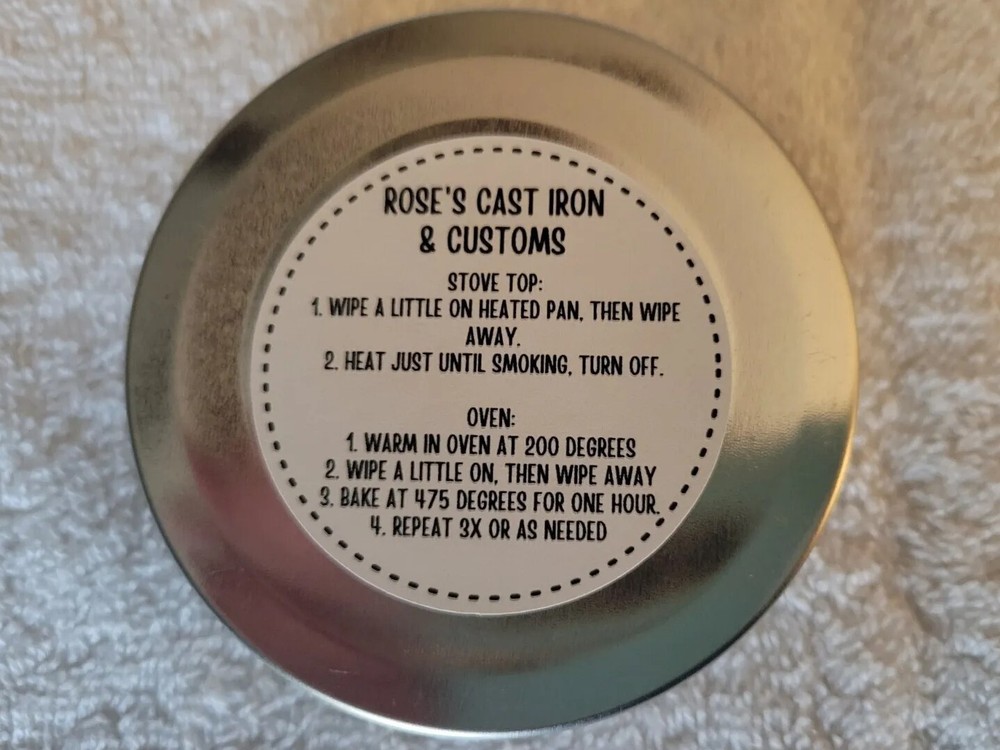 ROSE'S CAST IRON
& CUSTOMS
STOVE TOP:
1. WIPE A LITTLE ON HEATED PAN, THEN WIPE
AWAY.
2. HEAT JUST UNTIL SMOKING, TURN OFF.
OVEN:
1. WARM IN OVEN AT 200 DEGREES
2. WIPE A LITTLE ON, THEN WIPE AWAY
3. BAKE AT 475 DEGREES FOR ONE HOUR.
4. REPEAT 3X OR AS NEEDED